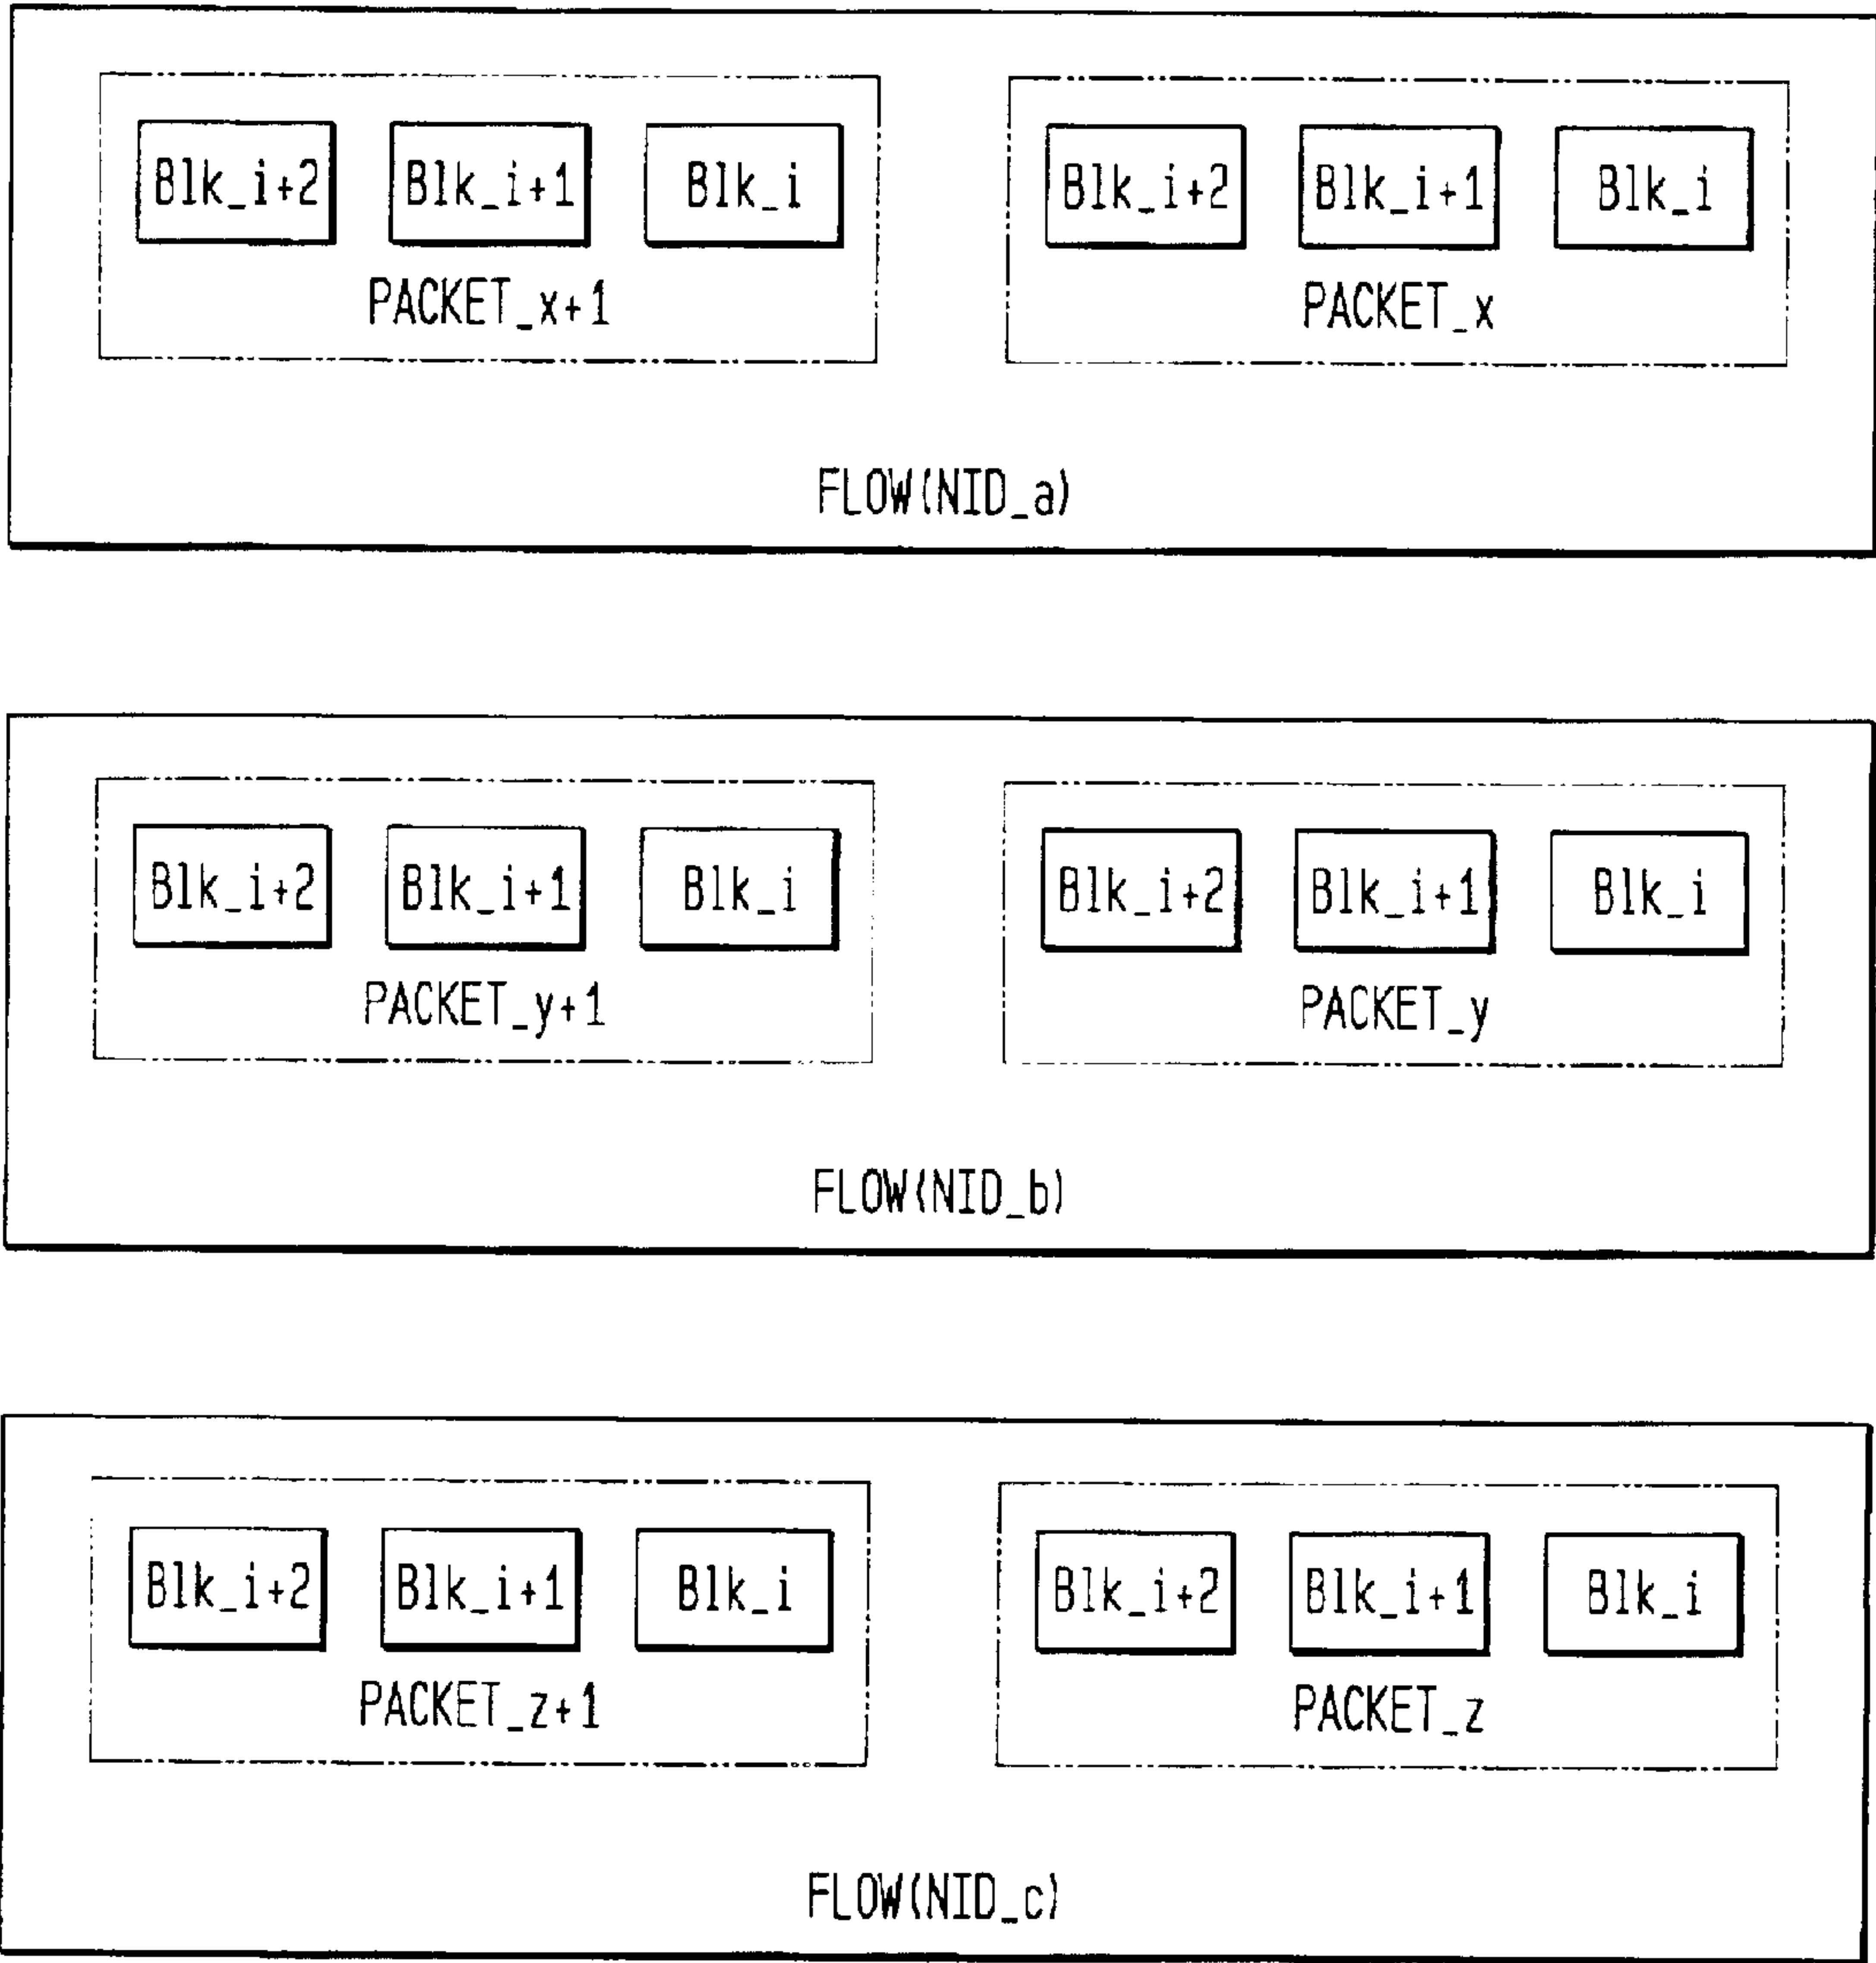 Blk_i+2 Blk_i+1 Blk_i Blk_i+2 Blk_i+1 Blk_i
PACKET_x+1 PACKET_x
FLOW(NID_a)
Blk_i+2 Blk_i+1 Blk_i Blk_i+2 Blk_i+1 Blk_i
PACKET_y+1 PACKET_y
FLOW(NID_b)
Blk_i+2 Blk_i+1 Blk_i Blk_i+2 Blk_i+1 Blk_i
PACKET_z+1 PACKET_z
FLOW(NID_c)